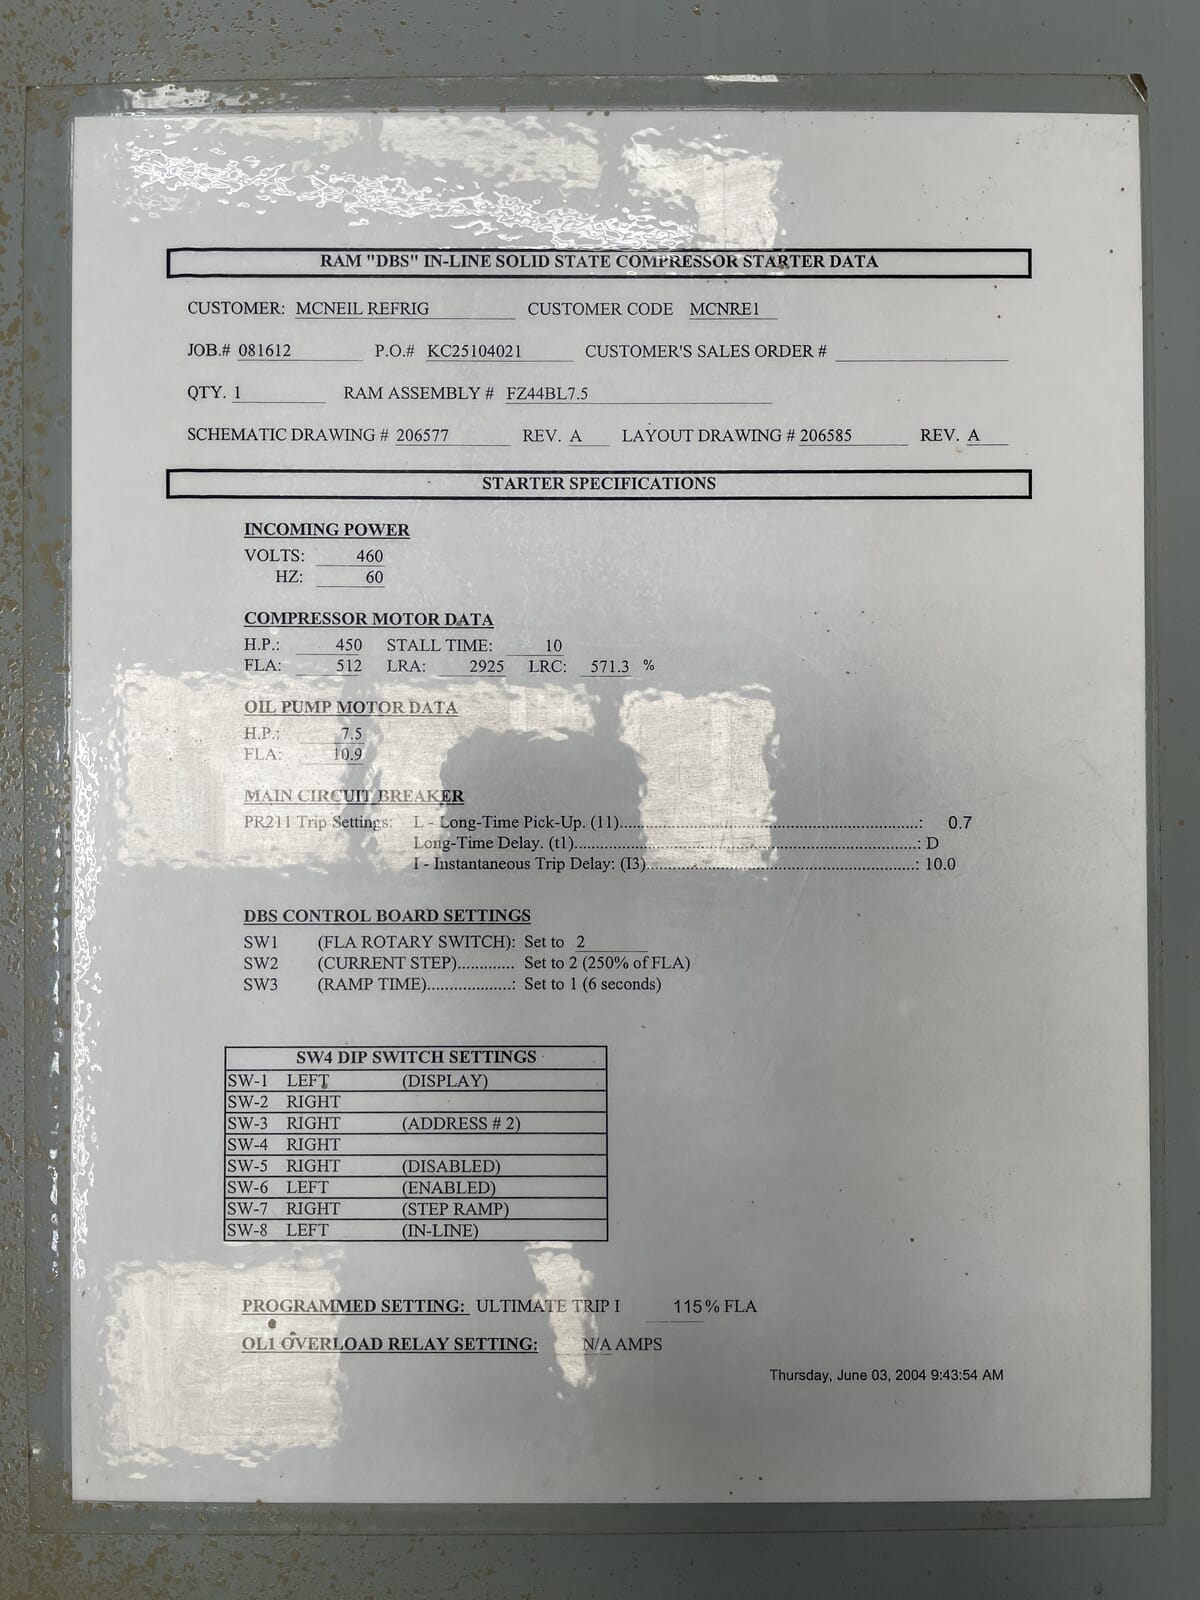 RAM "DBS" IN-LINE SOLID STATE COMPRESSOR STARTER DATA
CUSTOMER: MCNEIL REFRIG CUSTOMER CODE MCNRE1
JOB.# 081612 P.O.# KC25104021 CUSTOMER'S SALES ORDER #
QTY. 1 RAM ASSEMBLY # FZ44BL7.5
SCHEMATIC DRAWING # 206577 REV. A LAYOUT DRAWING # 206585 REV. A
STARTER SPECIFICATIONS
INCOMING POWER
VOLTS: 460
HZ: 60
COMPRESSOR MOTOR DATA
H.P.: 450 STALL TIME: 10
FLA: 512 LRA: 2925 LRC: 571.3 %
OIL PUMP MOTOR DATA
H.P.: 7.5
FLA: 10.9
MAIN CIRCUIT BREAKER
PR211 Trip Settings: L - Long-Time Pick-Up. (11)..........................................................................: 0.7
Long-Time Delay. (t1)....................................................................................: D
I - Instantaneous Trip Delay: (I3)..................................................................: 10.0
DBS CONTROL BOARD SETTINGS
SW1 (FLA ROTARY SWITCH): Set to 2
SW2 (CURRENT STEP)............. Set to 2 (250% of FLA)
SW3 (RAMP TIME)...................: Set to 1 (6 seconds)
SW4 DIP SWITCH SETTINGS
SW-1 LEFT (DISPLAY)
SW-2 RIGHT
SW-3 RIGHT (ADDRESS # 2)
SW-4 RIGHT
SW-5 RIGHT (DISABLED)
SW-6 LEFT (ENABLED)
SW-7 RIGHT (STEP RAMP)
SW-8 LEFT (IN-LINE)
PROGRAMMED SETTING: ULTIMATE TRIP I 115% FLA
OL1 OVERLOAD RELAY SETTING: N/A AMPS
Thursday, June 03, 2004 9:43:54 AM